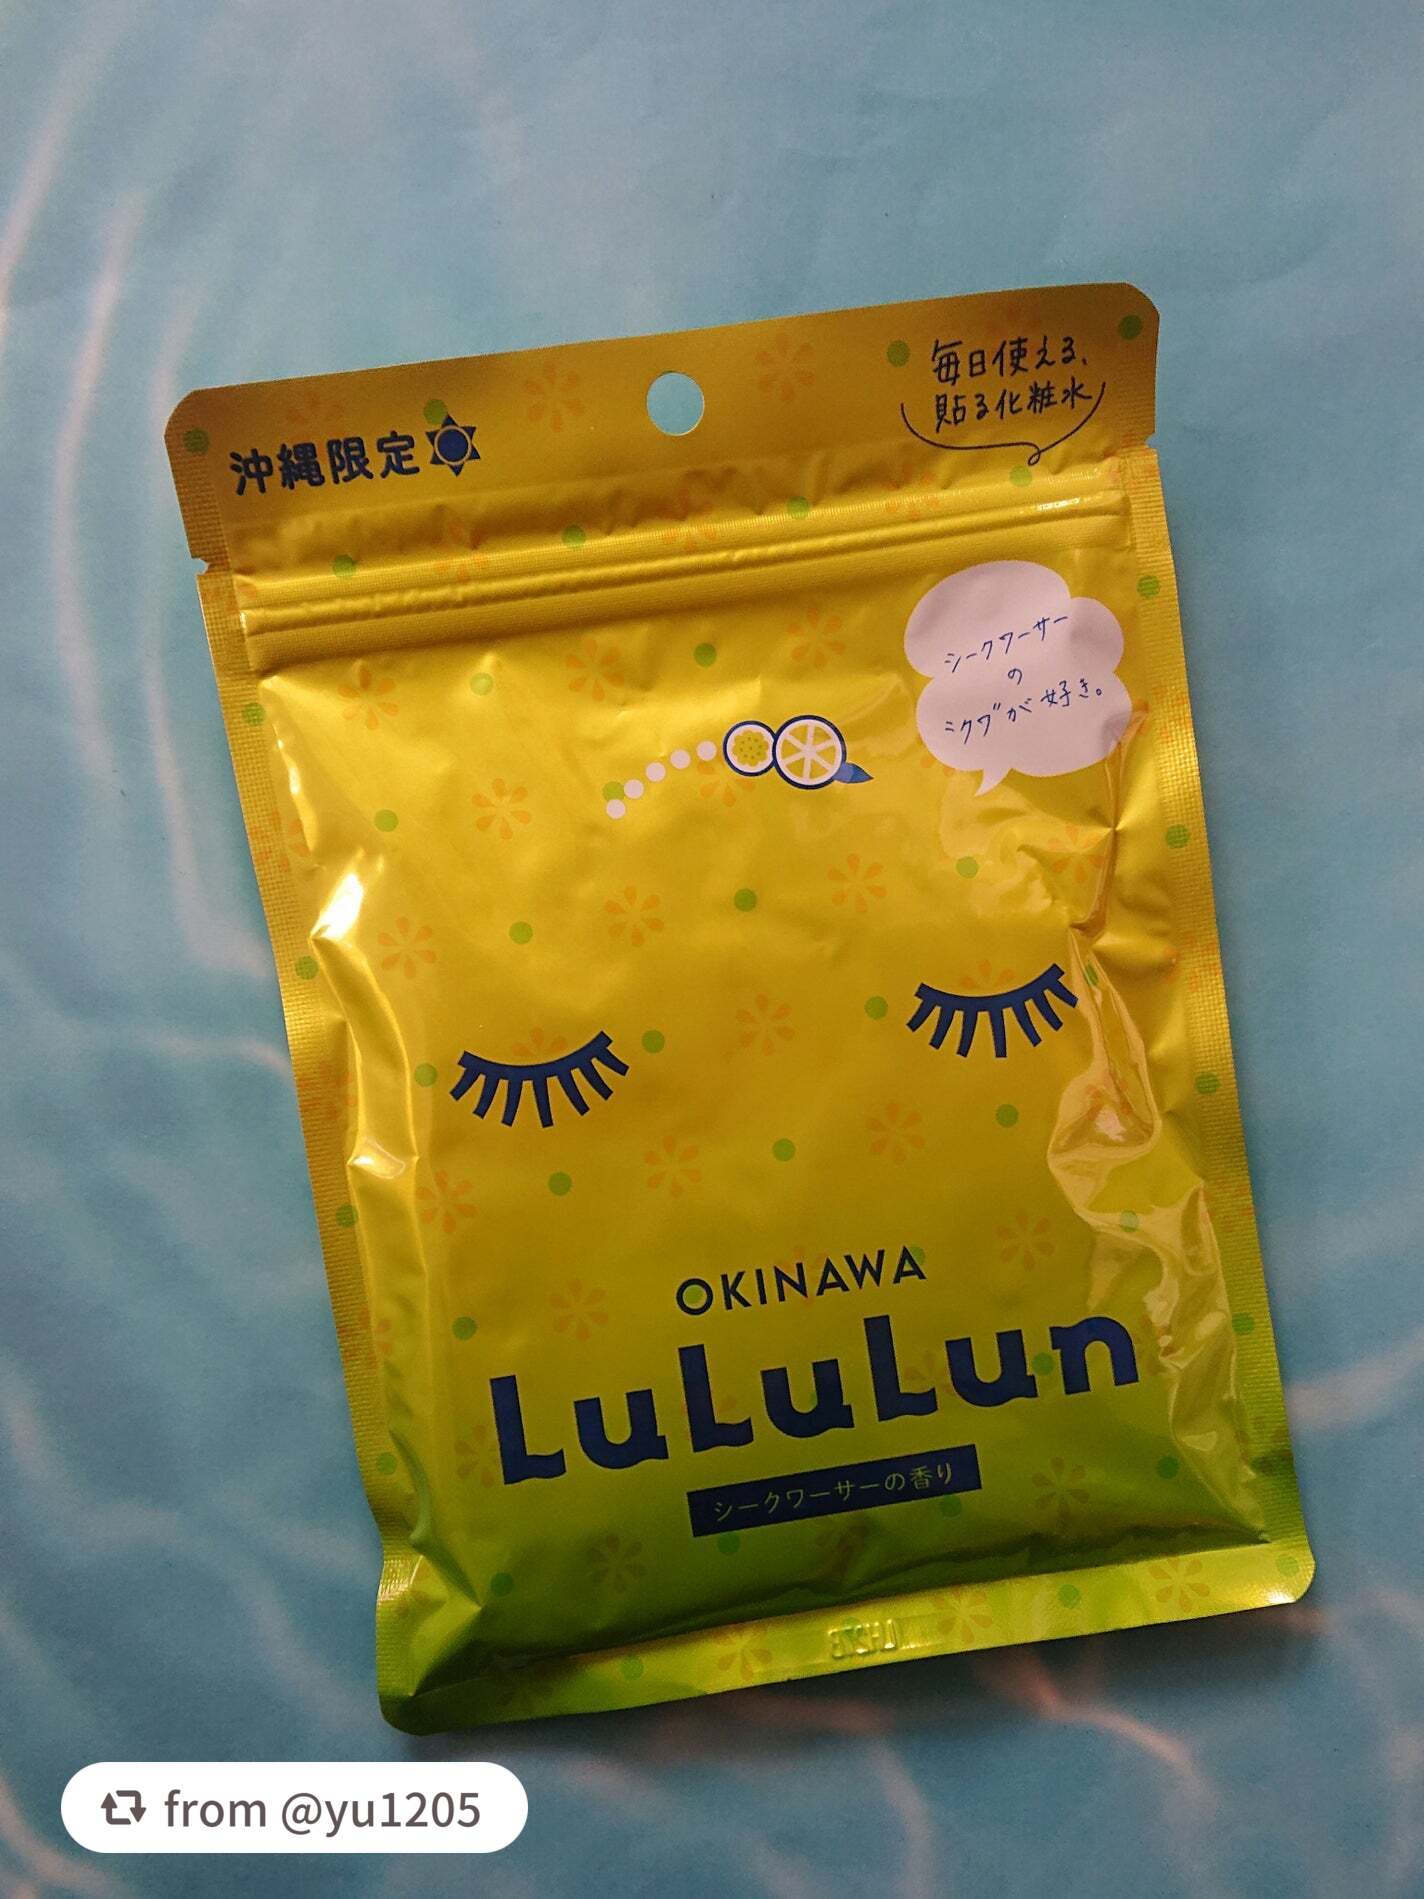 沖縄限定
毎日使える、
貼る化粧水
シークワーサー
の
ミクワ"が好き。
OKINAWA
LuLuLun
シークワーサーの香り
from @yu1205